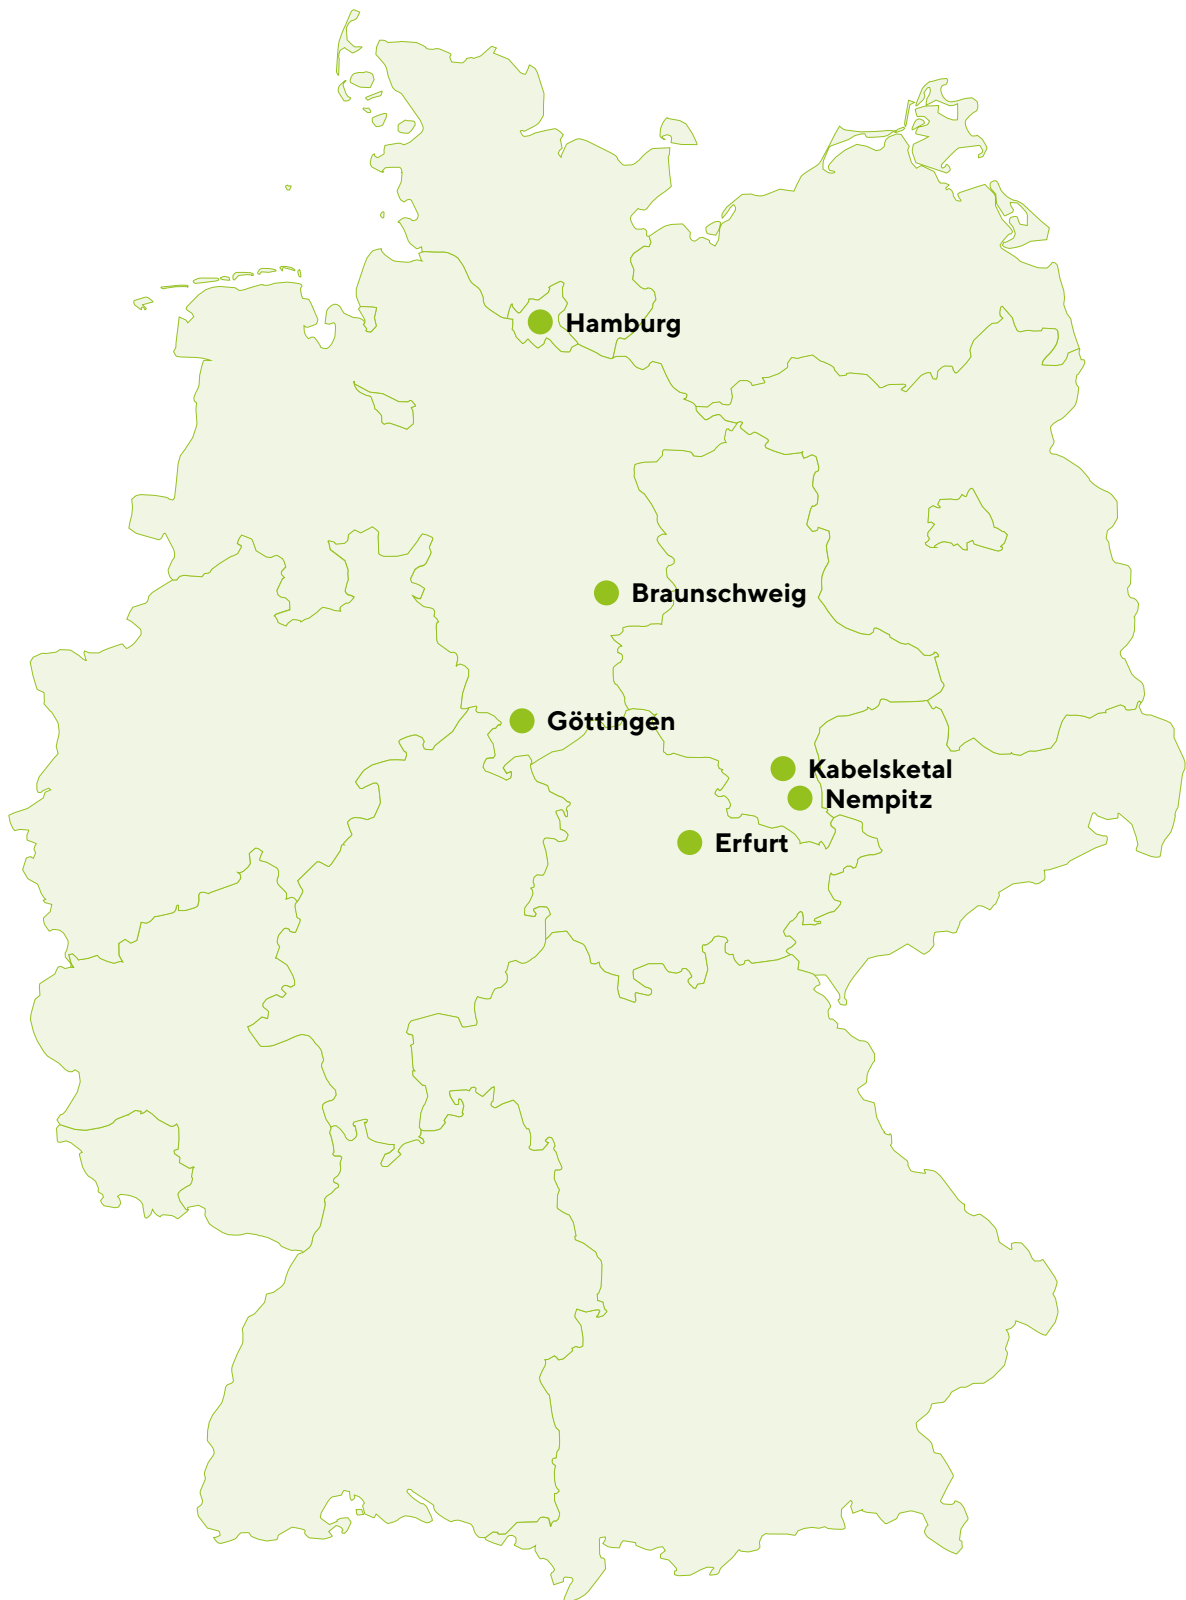 Hamburg
Braunschweig
Göttingen
Kabelsketal
Nempitz
Erfurt